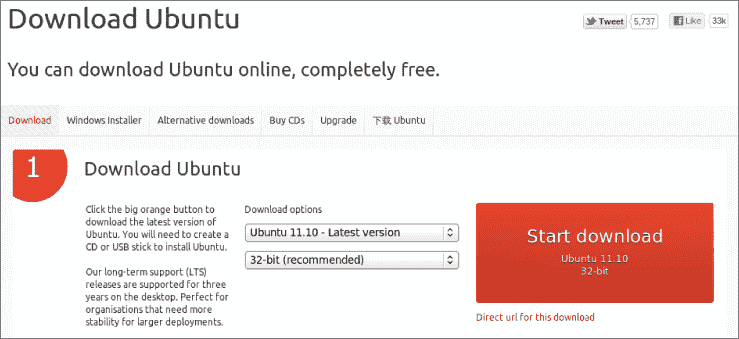 Download Ubuntu
Tweet 5,737 Like 33k
You can download Ubuntu online, completely free.
Download Windows Installer Alternative downloads Buy CDs Upgrade 下载 Ubuntu
1 Download Ubuntu
Click the big orange button to
download the latest version of
Ubuntu. You will need to create a
CD or USB stick to install Ubuntu.
Our long-term support (LTS)
releases are supported for three
years on the desktop. Perfect for
organisations that need more
stability for larger deployments.
Download options
Ubuntu 11.10 - Latest version
32-bit (recommended)
Start download
Ubuntu 11.10
32-bit
Direct url for this download